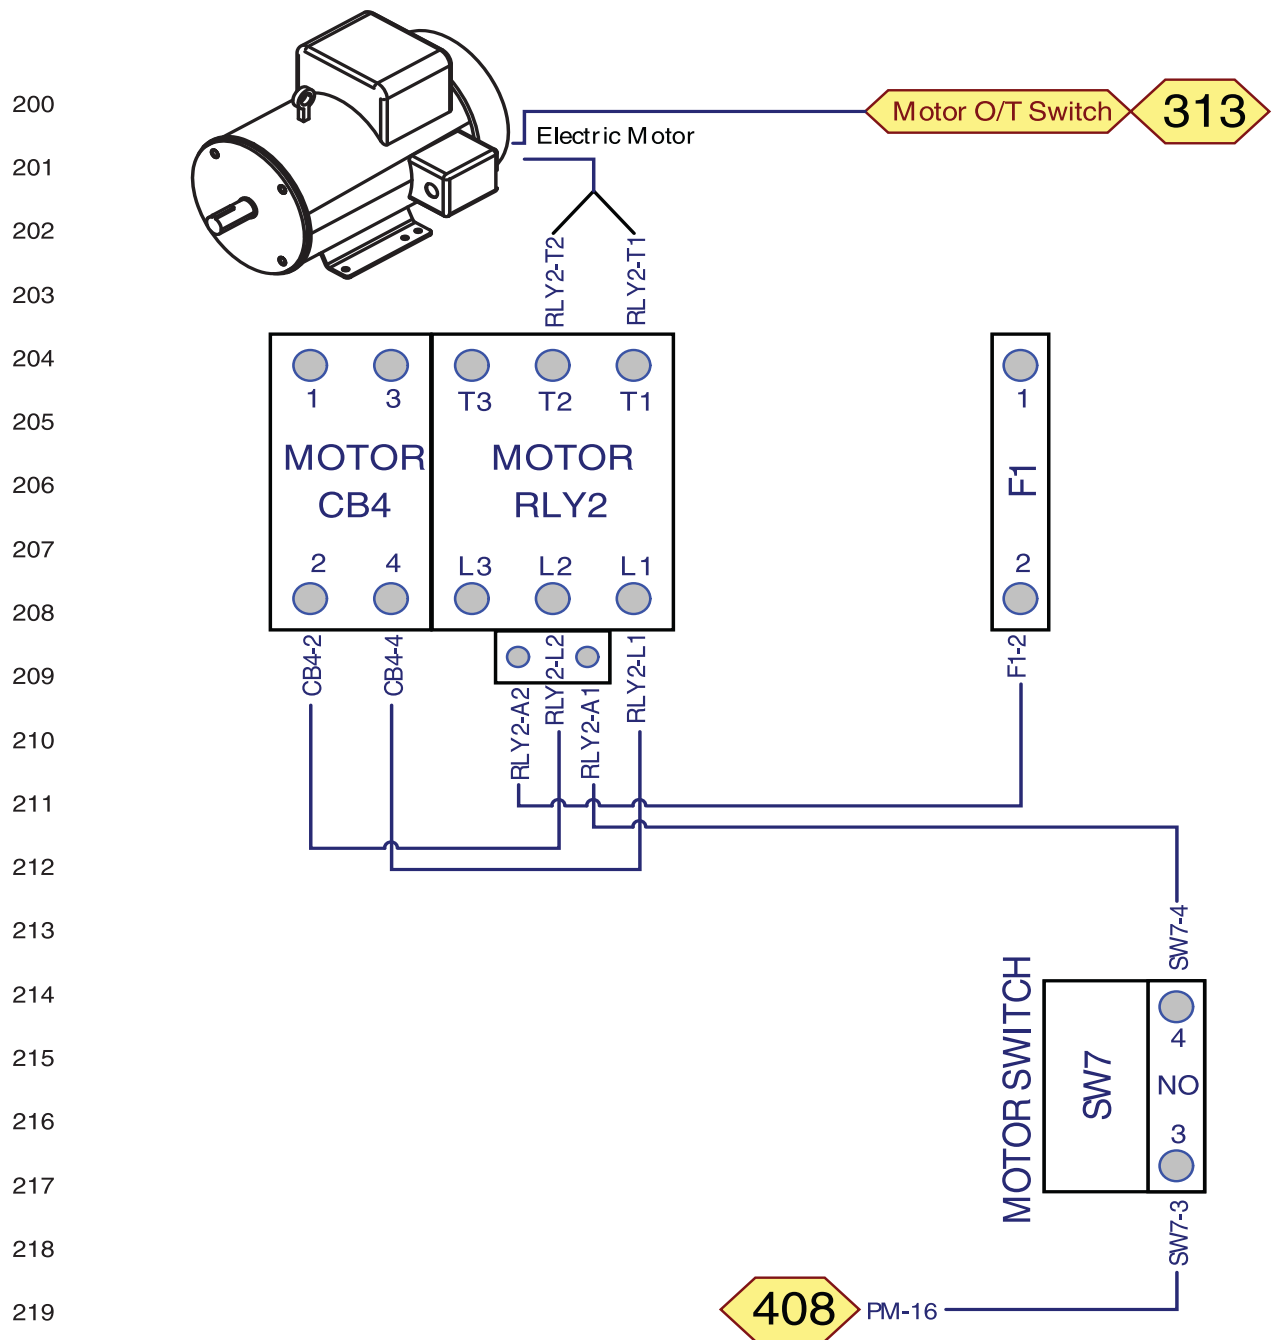 200
Motor O/T Switch
313
Electric Motor
201
202
RLY2-T2
RLY2-T1
203
204
1
3
T3
T2
T1
1
205
MOTOR
CB4
MOTOR
RLY2
F1
206
207
2
4
L3
L2
L1
2
208
CB4-2
CB4-4
RLY2-A2
RLY2-L2
RLY2-A1
RLY2-L1
F1-2
209
210
211
212
213
SW7-4
214
MOTOR SWITCH
SW7
4
NO
3
215
216
217
218
SW7-3
219
408
PM-16